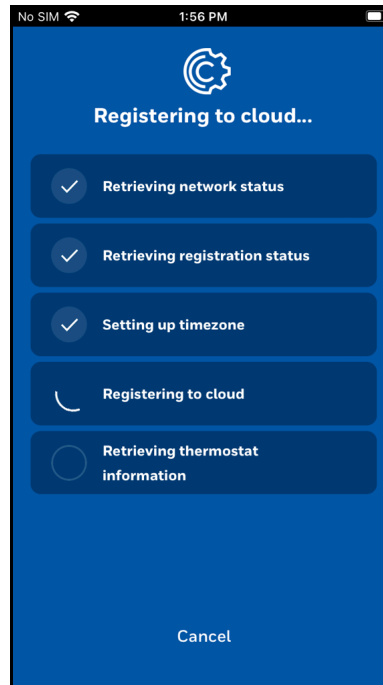 No SIM 1:56 PM
Registering to cloud...
Retrieving network status
Retrieving registration status
Setting up timezone
Registering to cloud
Retrieving thermostat
information
Cancel